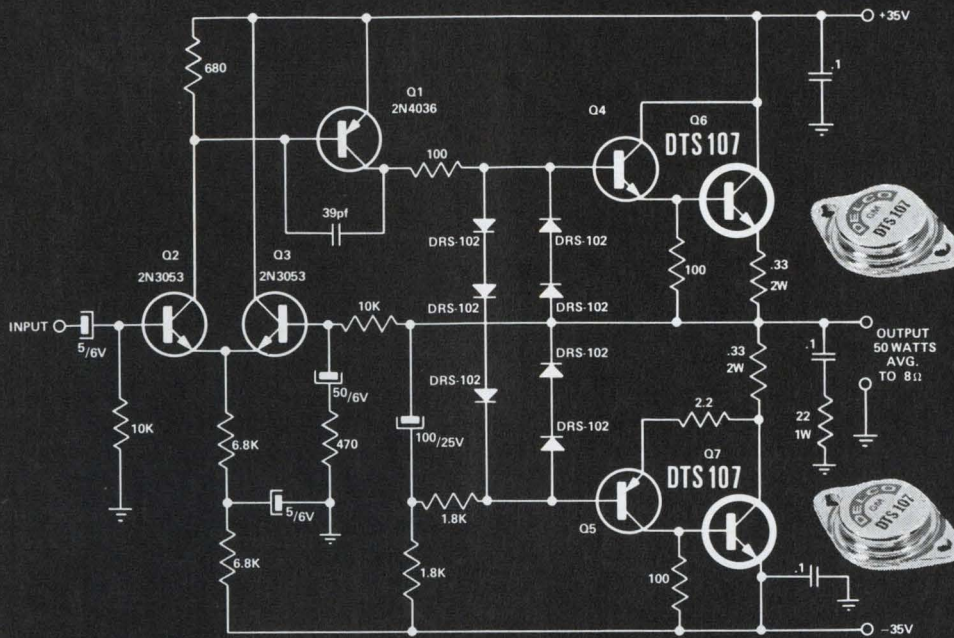 +35V
680
.1
Q1
2N4036
Q4
Q6
DTS 107
100
39pf
DRS-102
DRS-102
100
.33
2W
DELCO
GM
DTS 107
Q2
2N3053
Q3
2N3053
DRS-102
DRS-102
10K
INPUT
5/6V
OUTPUT
50 WATTS
AVG.
TO 8Ω
10K
50/6V
DRS-102
DRS-102
.33
2W
.1
6.8K
470
100/25V
DRS-102
2.2
22
1W
Q7
DTS 107
5/6V
1.8K
Q5
DELCO
GM
DTS 107
6.8K
1.8K
100
.1
-35V